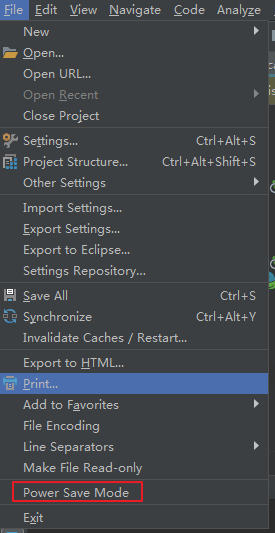 File Edit View Navigate Code Analyze
New
Open...
Open URL...
Open Recent
Close Project
Settings... Ctrl+Alt+S
Project Structure... Ctrl+Alt+Shift+S
Other Settings
Import Settings...
Export Settings...
Export to Eclipse...
Settings Repository...
Save All Ctrl+S
Synchronize Ctrl+Alt+Y
Invalidate Caches / Restart...
Export to HTML...
Print...
Add to Favorites
File Encoding
Line Separators
Make File Read-only
Power Save Mode
Exit